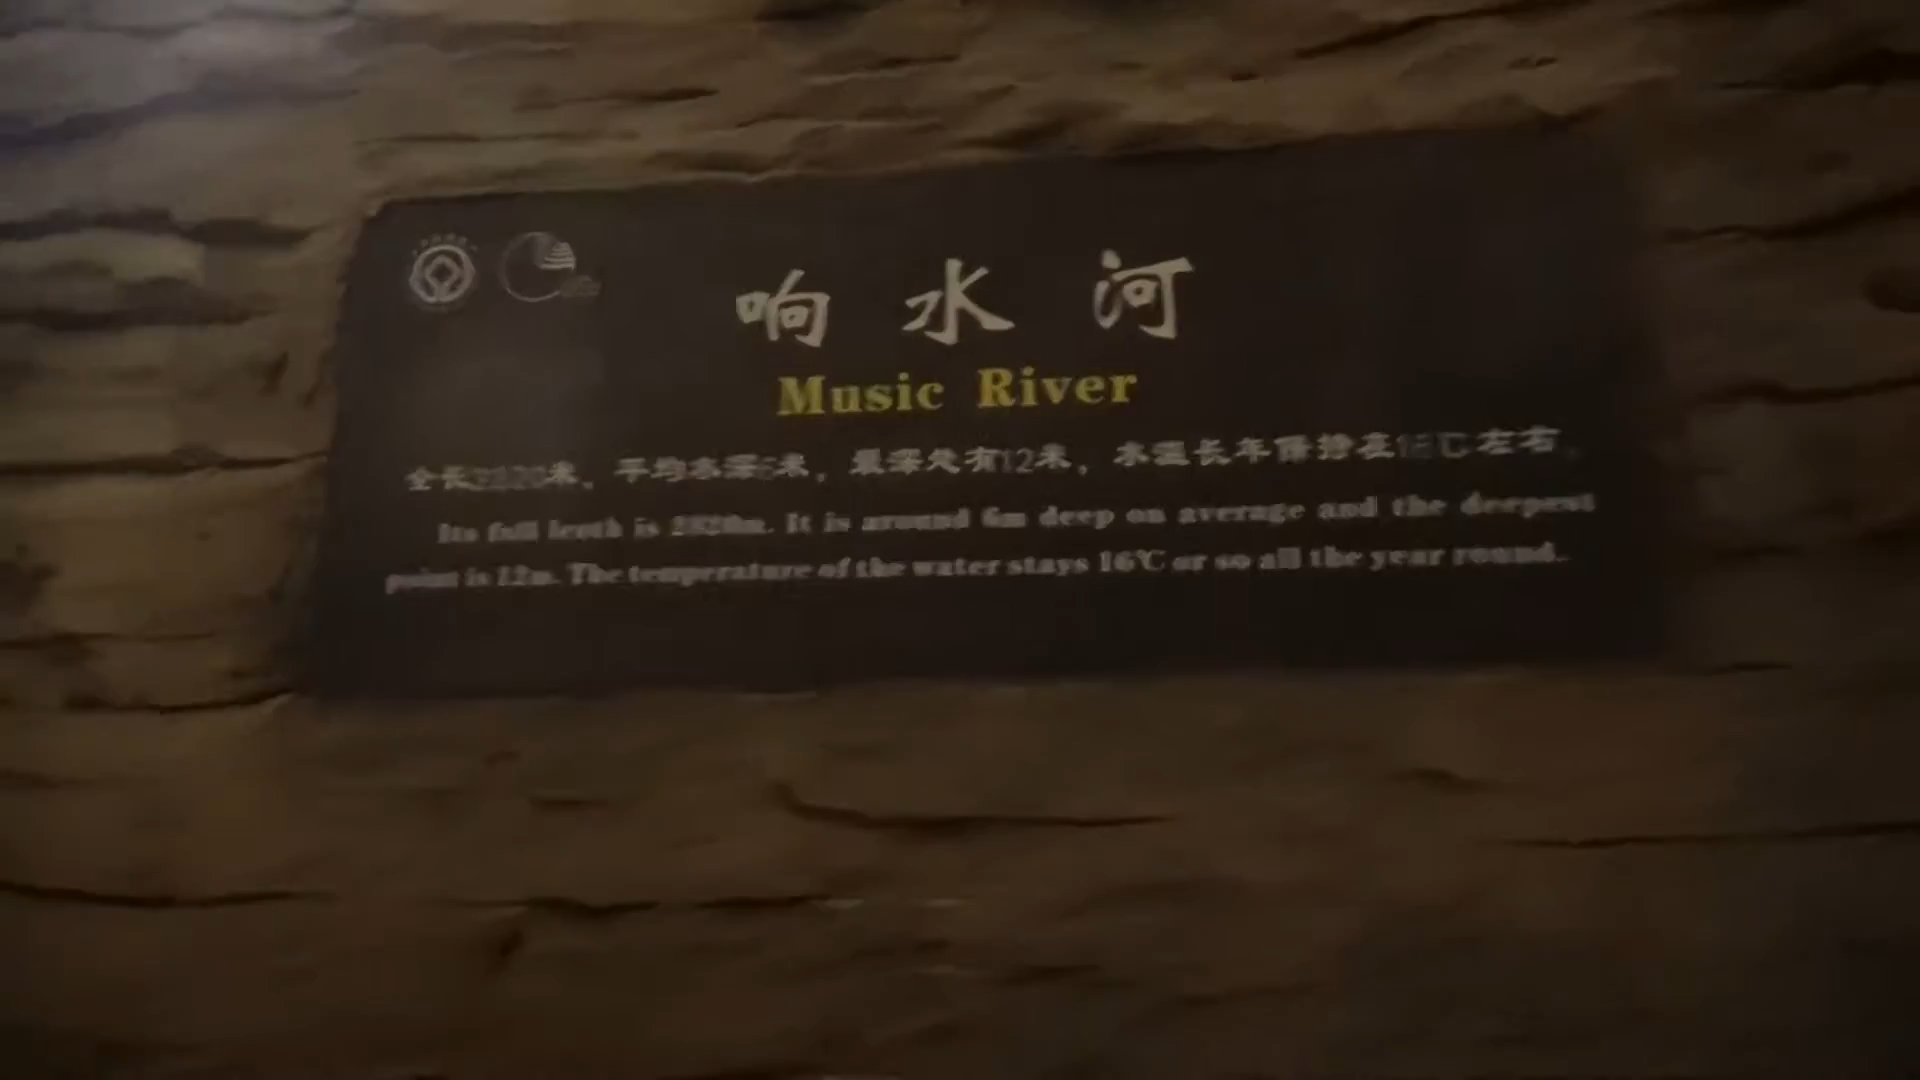 响水河
Music River
全长2820米，平均水深6米，最深处有12米，水温长年保持在16℃左右。
Its full lenth is 2820m. It is around 6m deep on average and the deepest
point is 12m. The temperature of the water stays 16℃ or so all the year round.